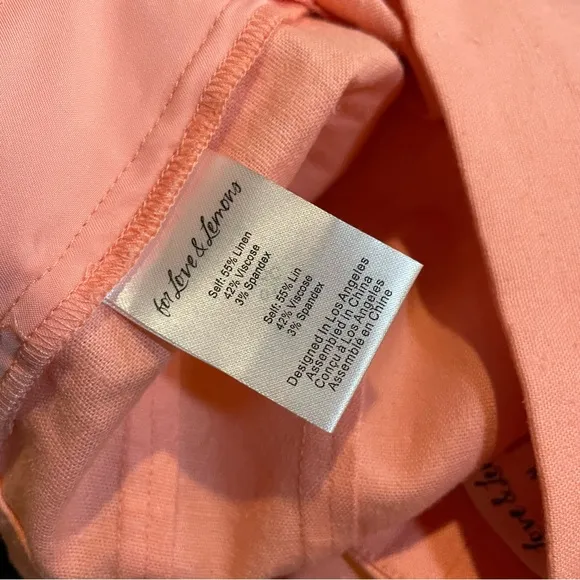 for Love & Lemons
Self: 55% Linen
42% Viscose
3% Spandex
Self: 55% Lin
42% Viscose
3% Spandex
Designed In Los Angeles
Assembled in China
Conçu à Los Angeles
Assemblé en Chine
Love &